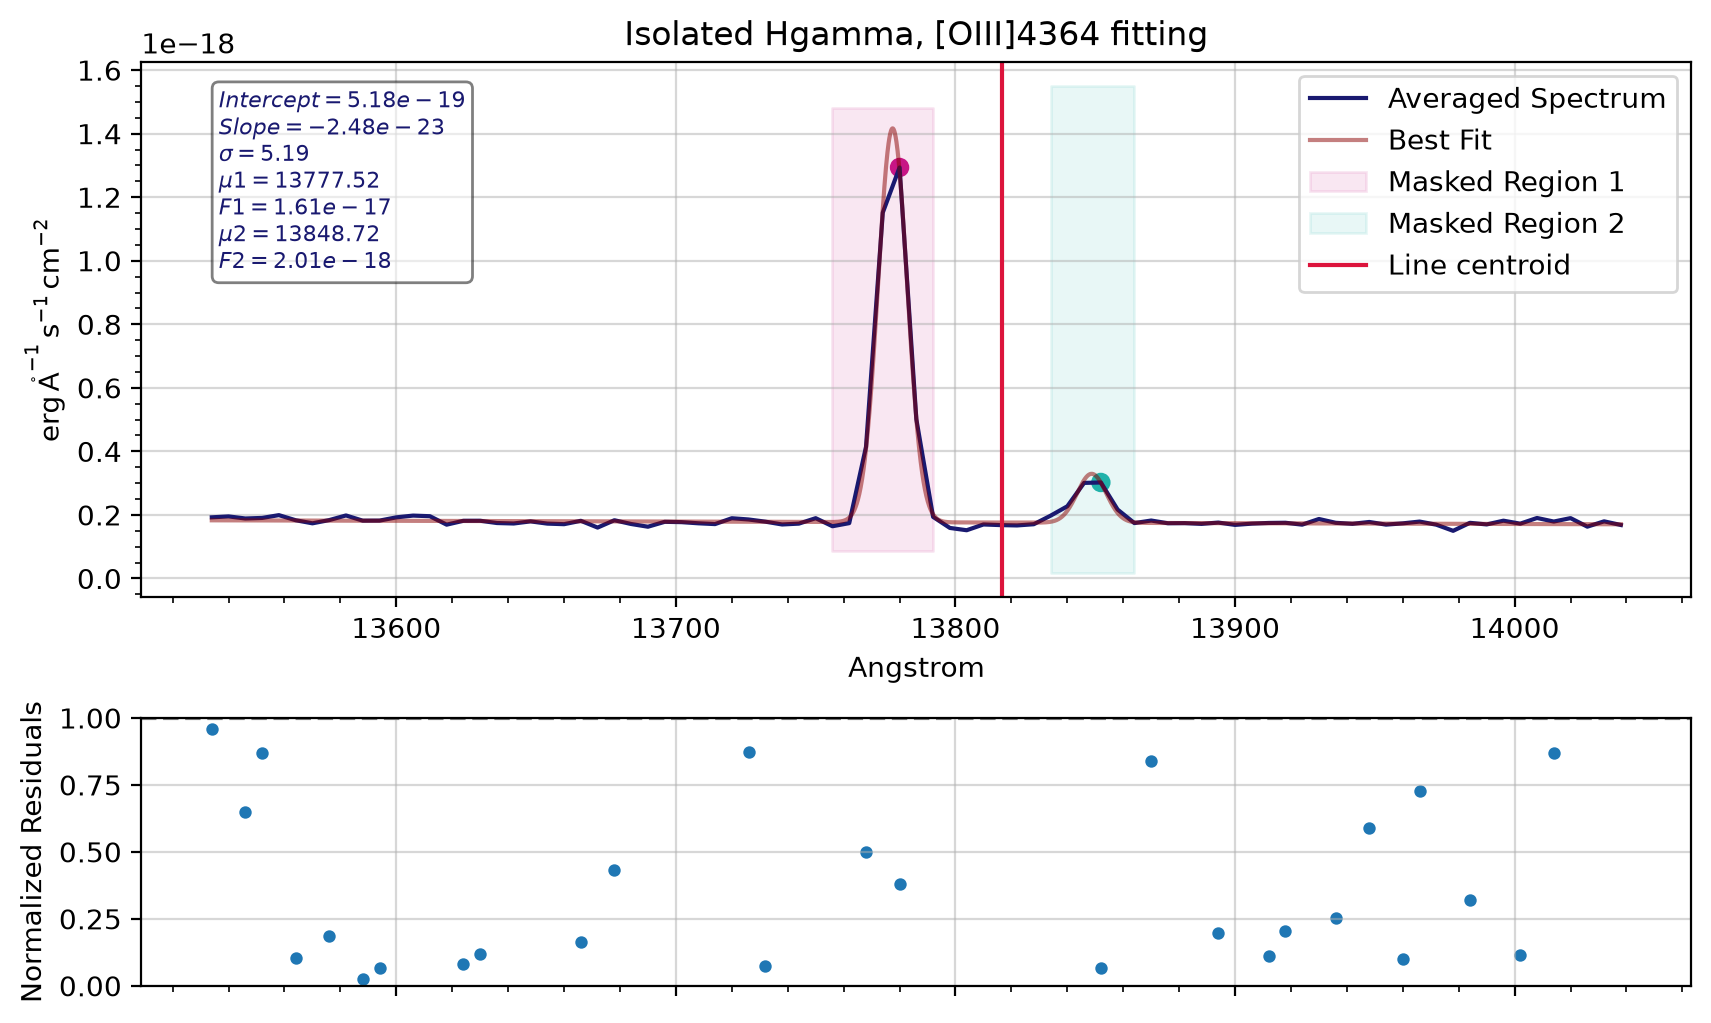 Isolated Hgamma, [OIII]4364 fitting
1e−18
Intercept = 5.18e − 19
Slope = −2.48e − 23
σ = 5.19
μ1 = 13777.52
F1 = 1.61e − 17
μ2 = 13848.72
F2 = 2.01e − 18
Averaged Spectrum
Best Fit
Masked Region 1
Masked Region 2
Line centroid
erg Å⁻¹ s⁻¹ cm⁻²
1.6
1.4
1.2
1.0
0.8
0.6
0.4
0.2
0.0
13600 13700 13800 13900 14000
Angstrom
Normalized Residuals
1.00
0.75
0.50
0.25
0.00